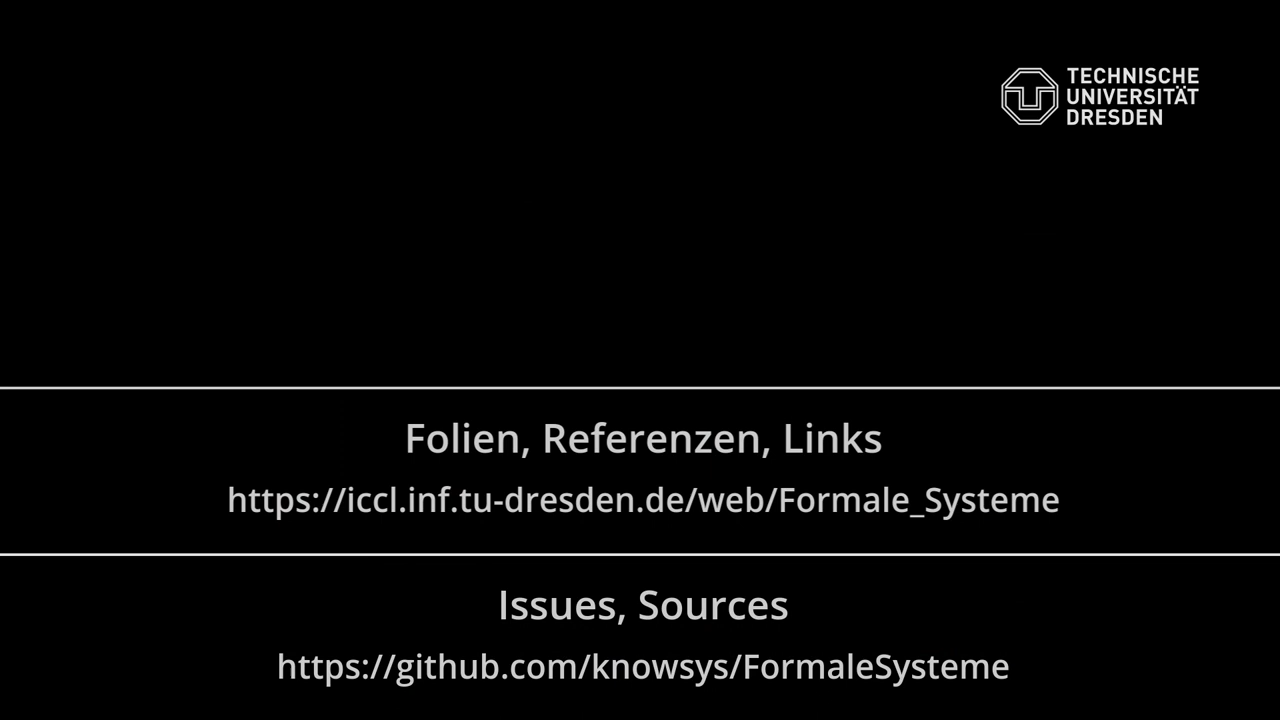 TECHNISCHE
UNIVERSITÄT
DRESDEN
Folien, Referenzen, Links
https://iccl.inf.tu-dresden.de/web/Formale_Systeme
Issues, Sources
https://github.com/knowsys/FormaleSysteme